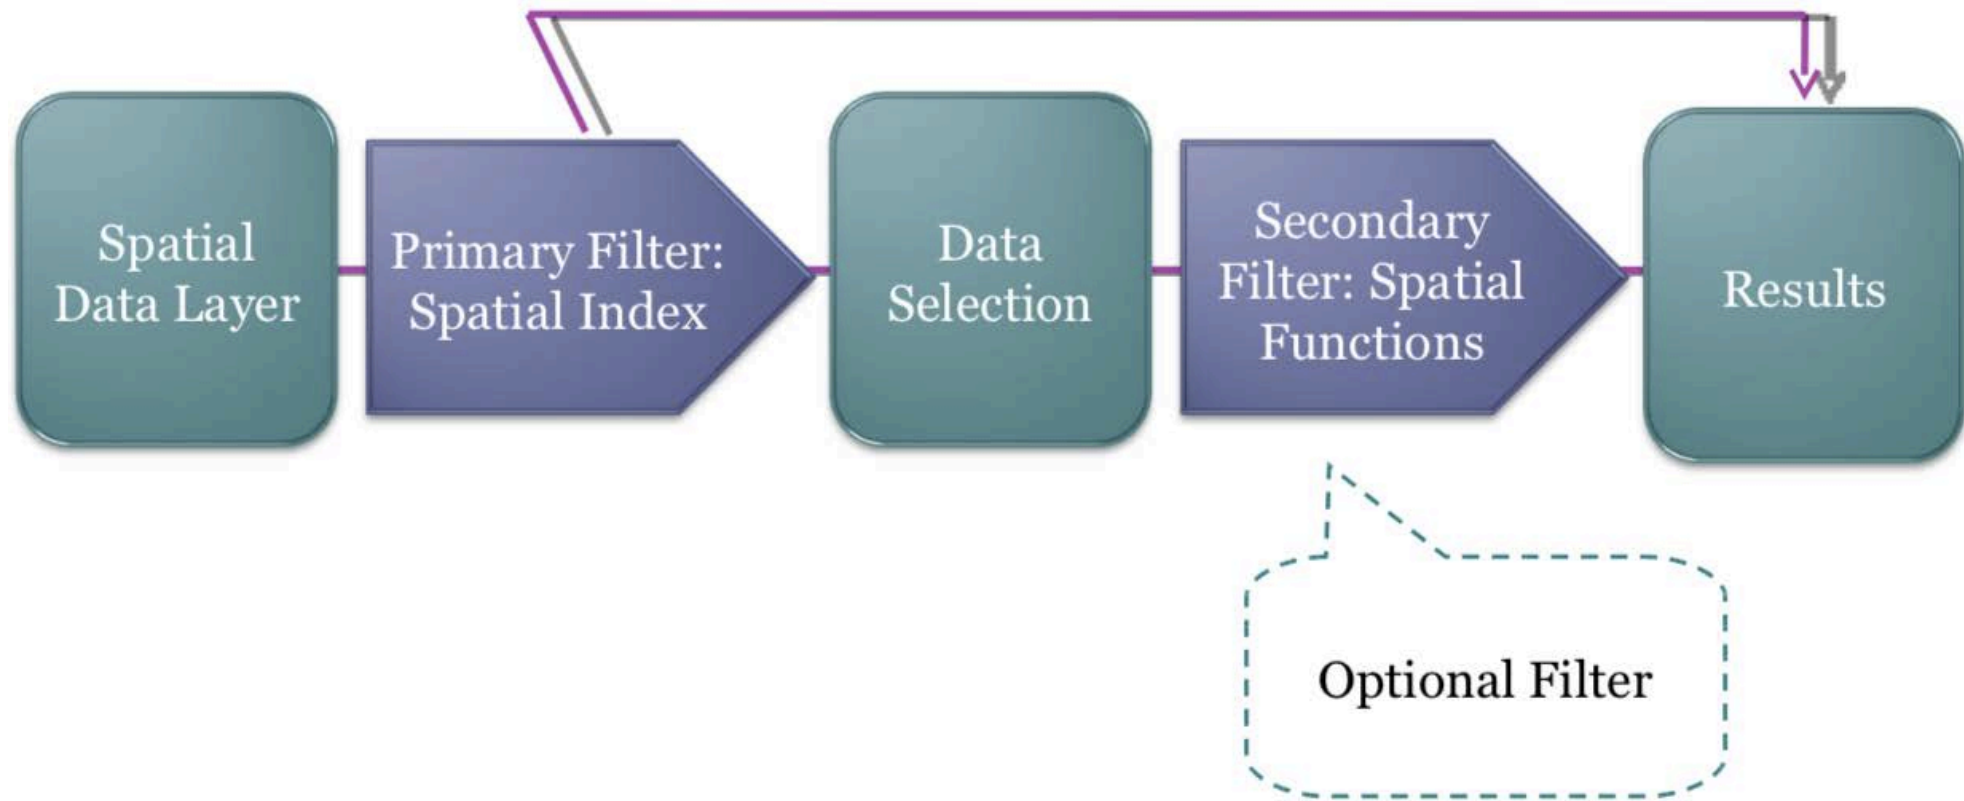 Spatial
Data Layer
Primary Filter:
Spatial Index
Data
Selection
Secondary
Filter: Spatial
Functions
Results
Optional Filter